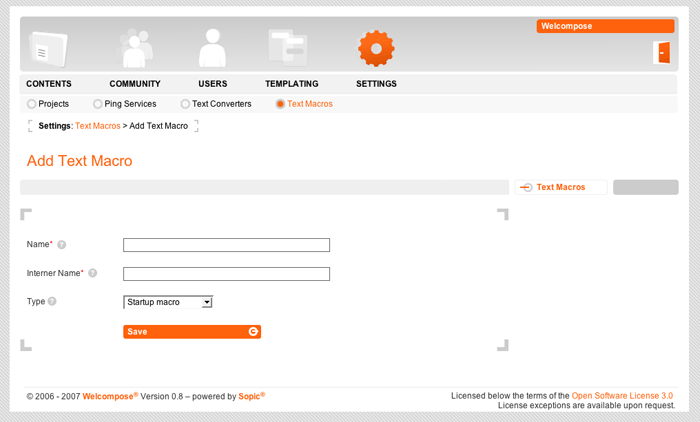 Welcompose
CONTENTS COMMUNITY USERS TEMPLATING SETTINGS
Projects Ping Services Text Converters Text Macros
Settings: Text Macros > Add Text Macro
Add Text Macro
Text Macros
Name* ?
Interner Name* ?
Type ? Startup macro
Save
© 2006 - 2007 Welcompose® Version 0.8 – powered by Sopic®
Licensed below the terms of the Open Software License 3.0
License exceptions are available upon request.